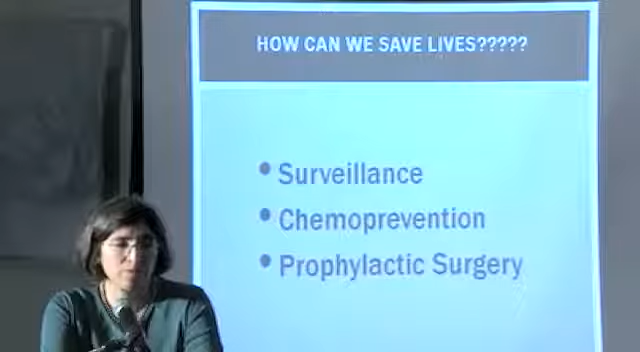 HOW CAN WE SAVE LIVES?????
• Surveillance
• Chemoprevention
• Prophylactic Surgery